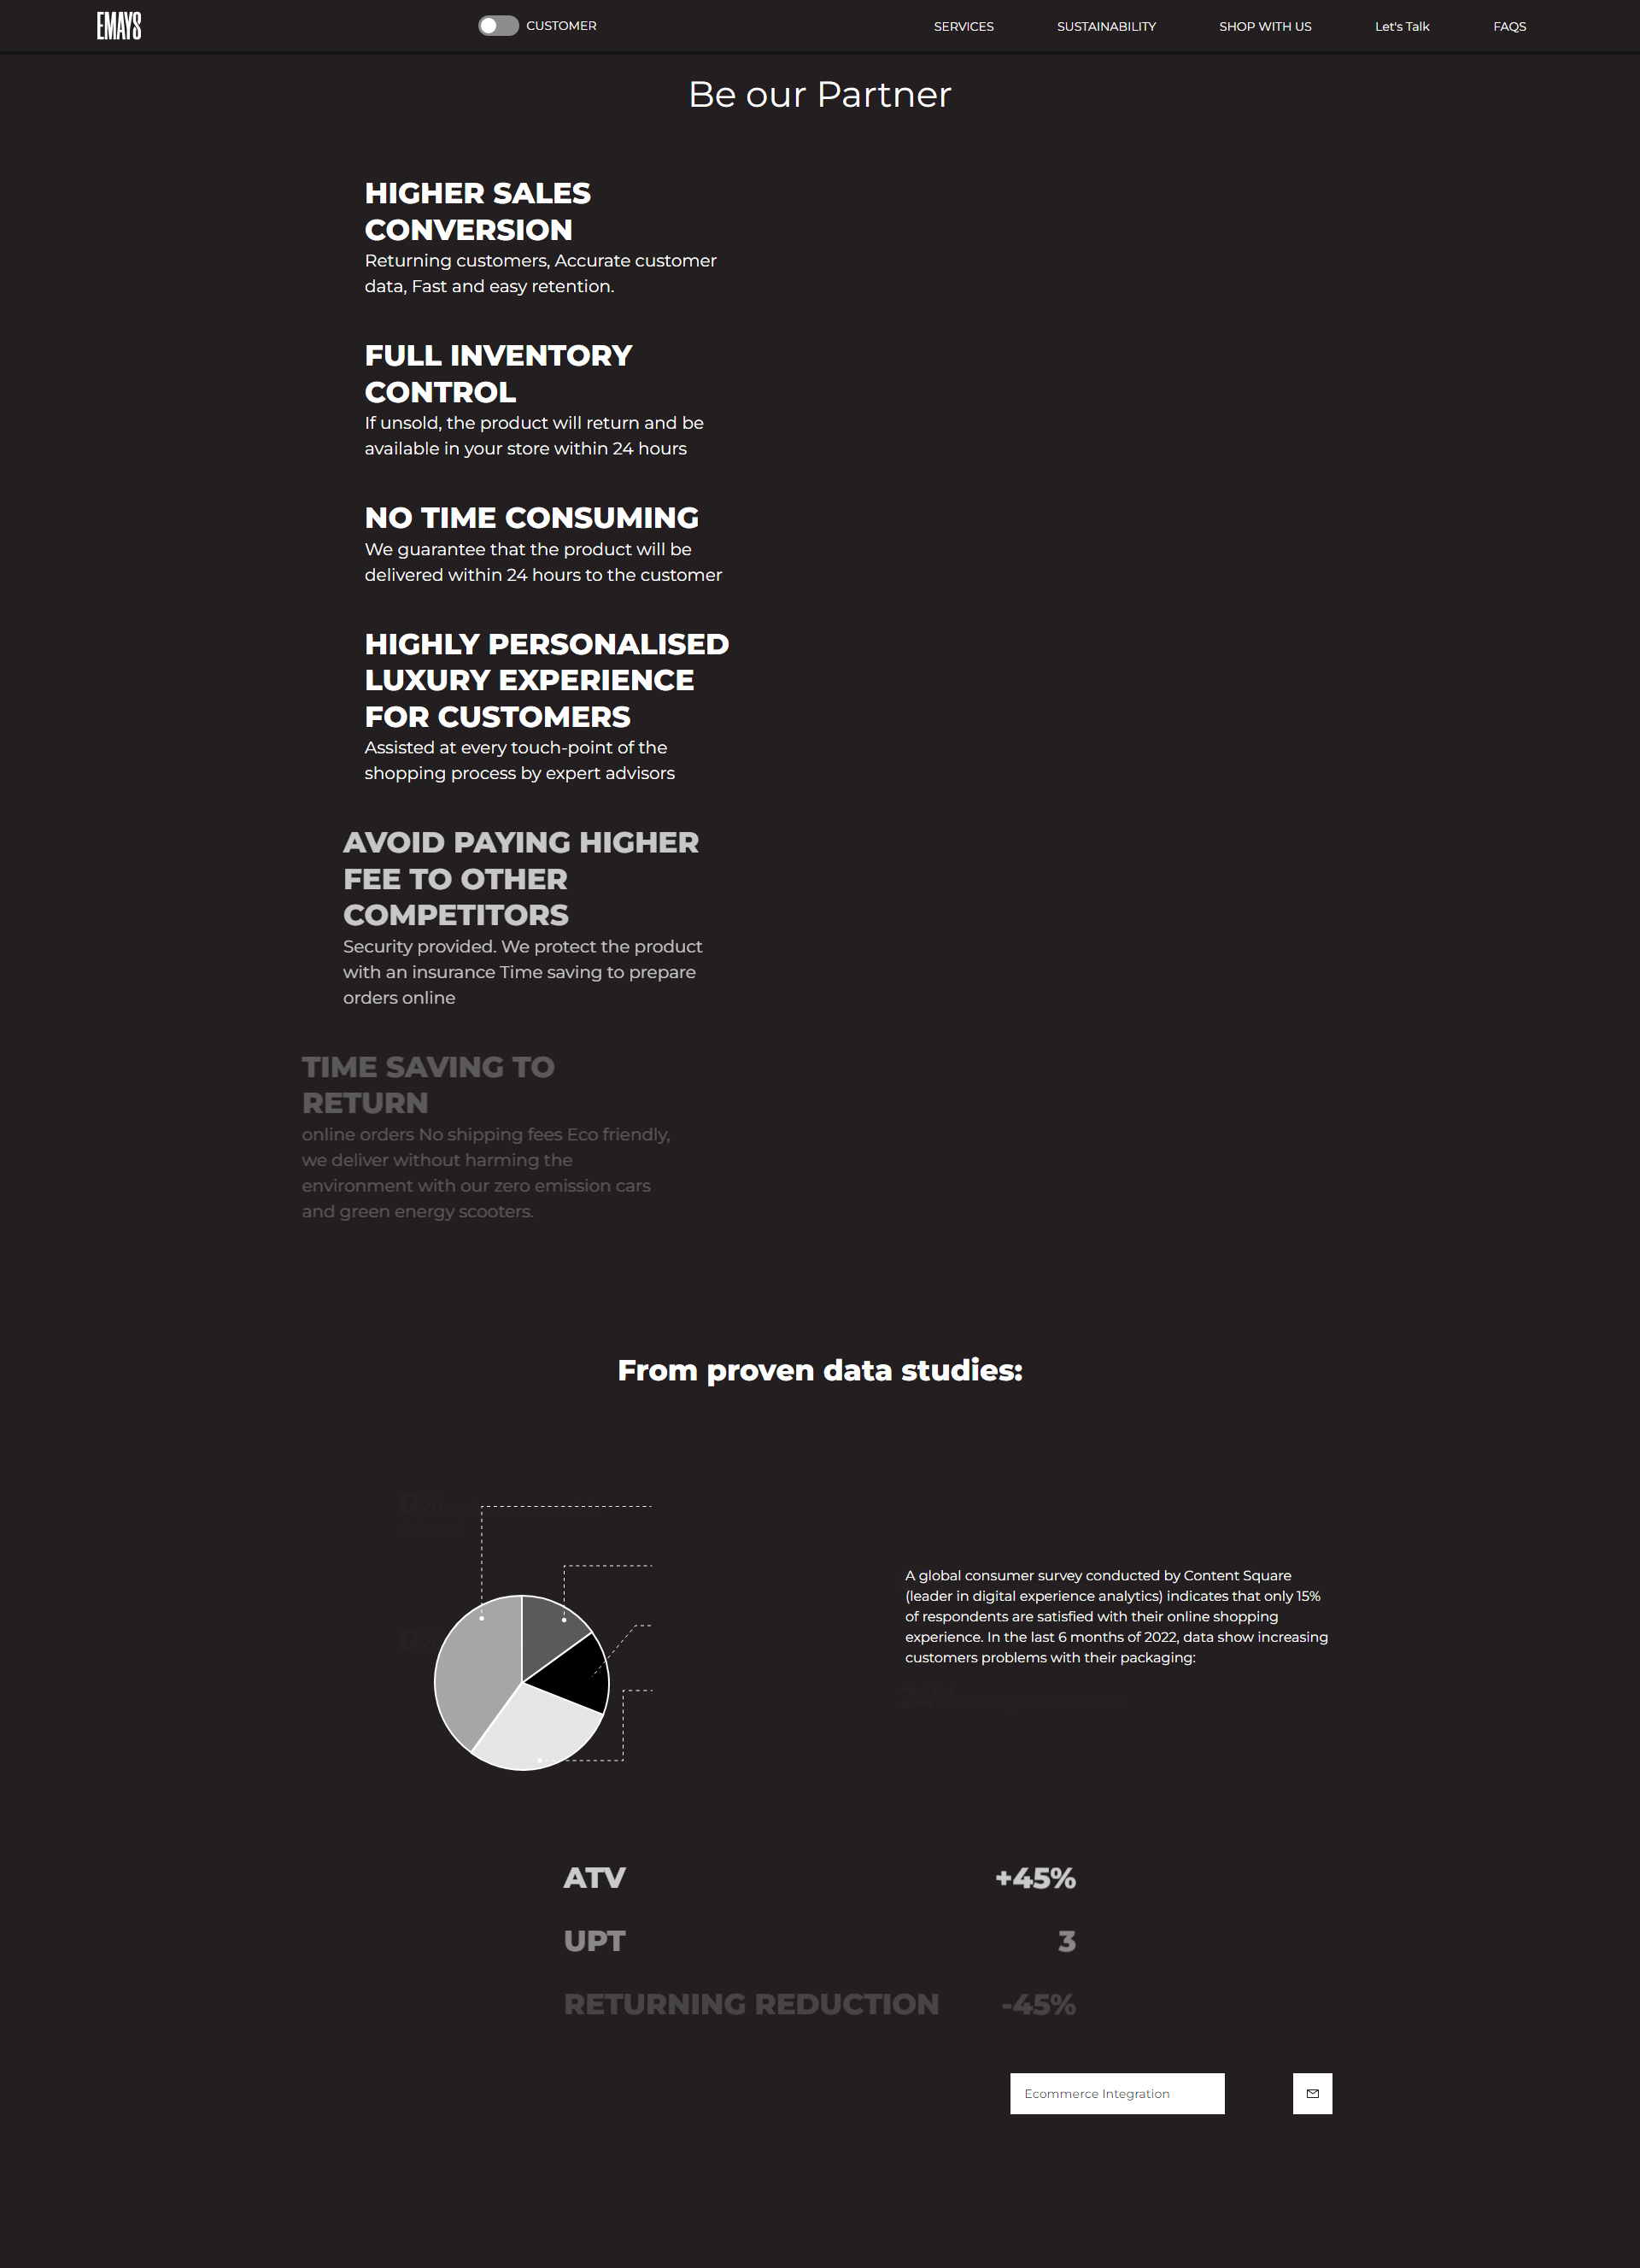 EMAYS
CUSTOMER
SERVICES
SUSTAINABILITY
SHOP WITH US
Let's Talk
FAQS
Be our Partner
HIGHER SALES
CONVERSION
Returning customers, Accurate customer
data, Fast and easy retention.
FULL INVENTORY
CONTROL
If unsold, the product will return and be
available in your store within 24 hours
NO TIME CONSUMING
We guarantee that the product will be
delivered within 24 hours to the customer
HIGHLY PERSONALISED
LUXURY EXPERIENCE
FOR CUSTOMERS
Assisted at every touch-point of the
shopping process by expert advisors
AVOID PAYING HIGHER
FEE TO OTHER
COMPETITORS
Security provided. We protect the product
with an insurance Time saving to prepare
orders online
TIME SAVING TO
RETURN
online orders No shipping fees Eco friendly,
we deliver without harming the
environment with our zero emission cars
and green energy scooters.
From proven data studies:
0%
0%
A global consumer survey conducted by Content Square
(leader in digital experience analytics) indicates that only 15%
of respondents are satisfied with their online shopping
experience. In the last 6 months of 2022, data show increasing
customers problems with their packaging:
24%
ATV +45%
UPT 3
RETURNING REDUCTION -45%
Ecommerce Integration